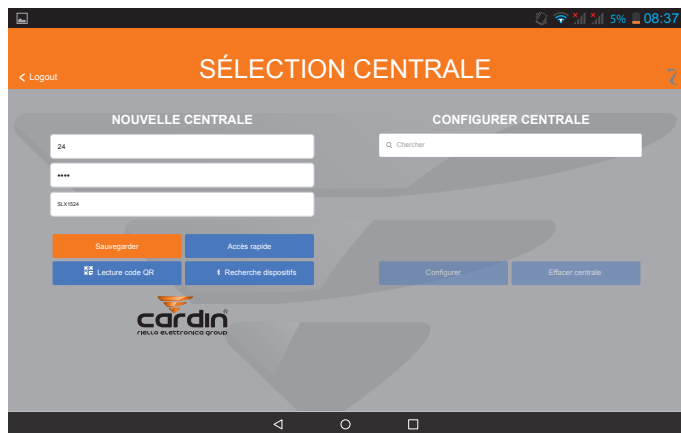 5% 08:37
Logout
SÉLECTION CENTRALE
NOUVELLE CENTRALE
24
••••
SLX1524
Sauvegarder
Accès rapide
Lecture code QR
Recherche dispositifs
cardin
riello elettronica group
CONFIGURER CENTRALE
Chercher
Configurer
Effacer centrale